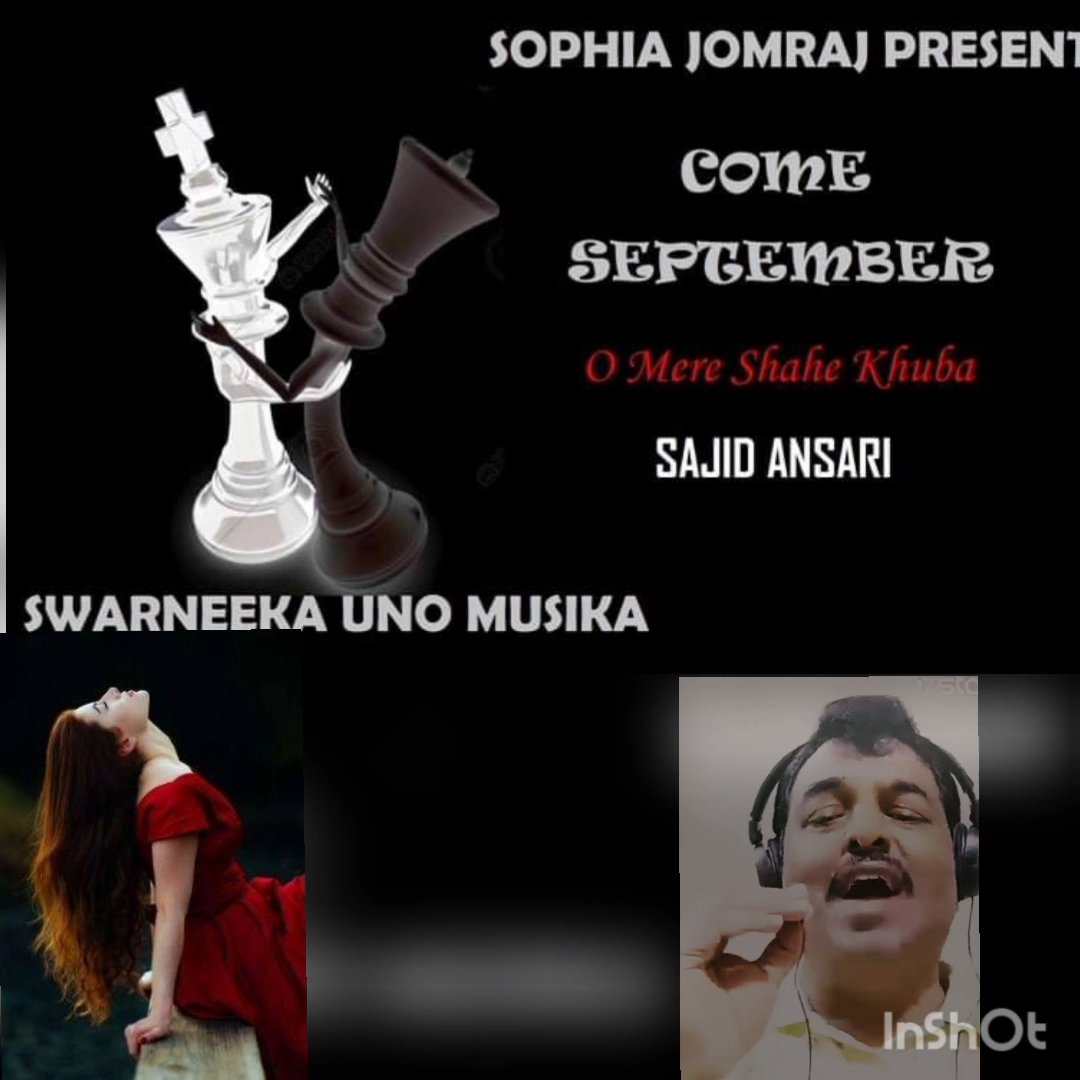 SOPHIA JOMRAJ PRESENT
COME
SEPTEMBER
O Mere Shahe Khuba
SAJID ANSARI
SWARNEEKA UNO MUSIKA
InShOt